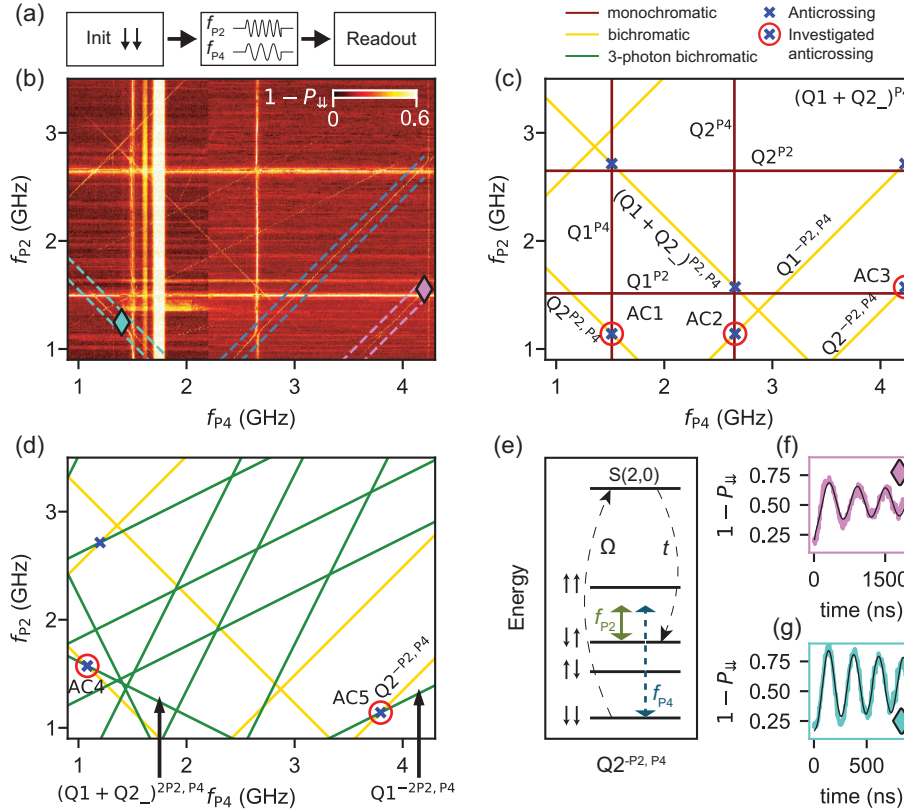 (a)
Init ↓↓
f_P2
f_P4
Readout
monochromatic
bichromatic
3-photon bichromatic
Anticrossing
Investigated
anticrossing
(b)
1 − P_⇊
0
0.6
3
2
1
f_P2 (GHz)
1
2
3
4
f_P4 (GHz)
(c)
(Q1 + Q2_)^P4
Q2^P4
Q2^P2
Q1^P4
(Q1 + Q2_)^P2, P4
Q1^−P2, P4
Q1^P2
AC3
AC1
AC2
Q2^P2, P4
Q2^−P2, P4
3
2
1
f_P2 (GHz)
1
2
3
4
f_P4 (GHz)
(d)
3
2
1
f_P2 (GHz)
AC4
AC5
Q2^−P2, P4
1
2
3
4
(Q1 + Q2_)^2P2, P4
f_P4 (GHz)
Q1^−2P2, P4
(e)
S(2,0)
Ω
t
↑↑
f_P2
↓↑
↑↓
f_P4
↓↓
Energy
Q2^-P2, P4
(f)
1 − P_⇊
0.75
0.50
0.25
0
1500
time (ns)
(g)
1 − P_⇊
0.75
0.50
0.25
0
500
time (ns)